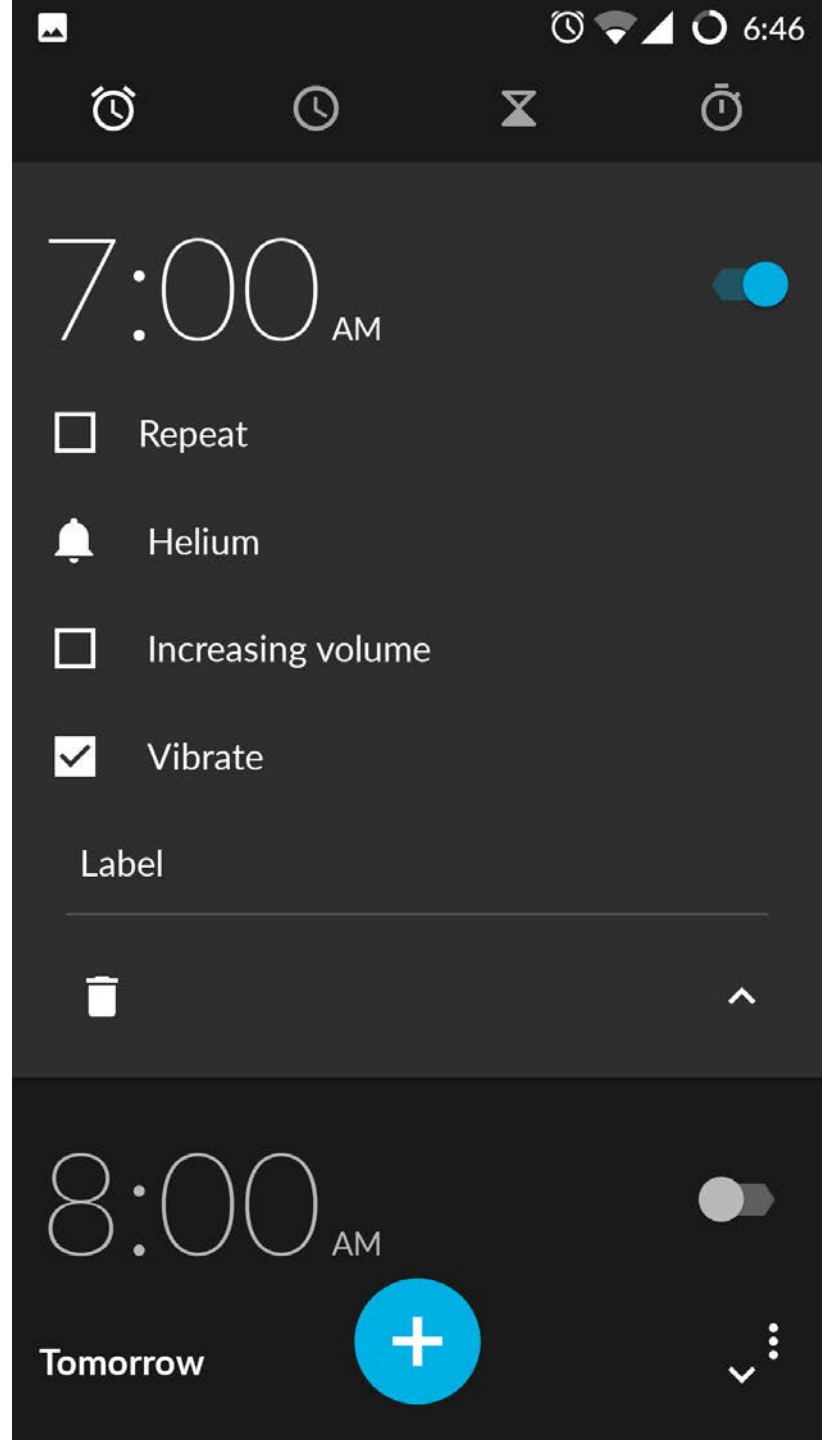 6:46
7:00 AM
Repeat
Helium
Increasing volume
Vibrate
Label
8:00 AM
Tomorrow